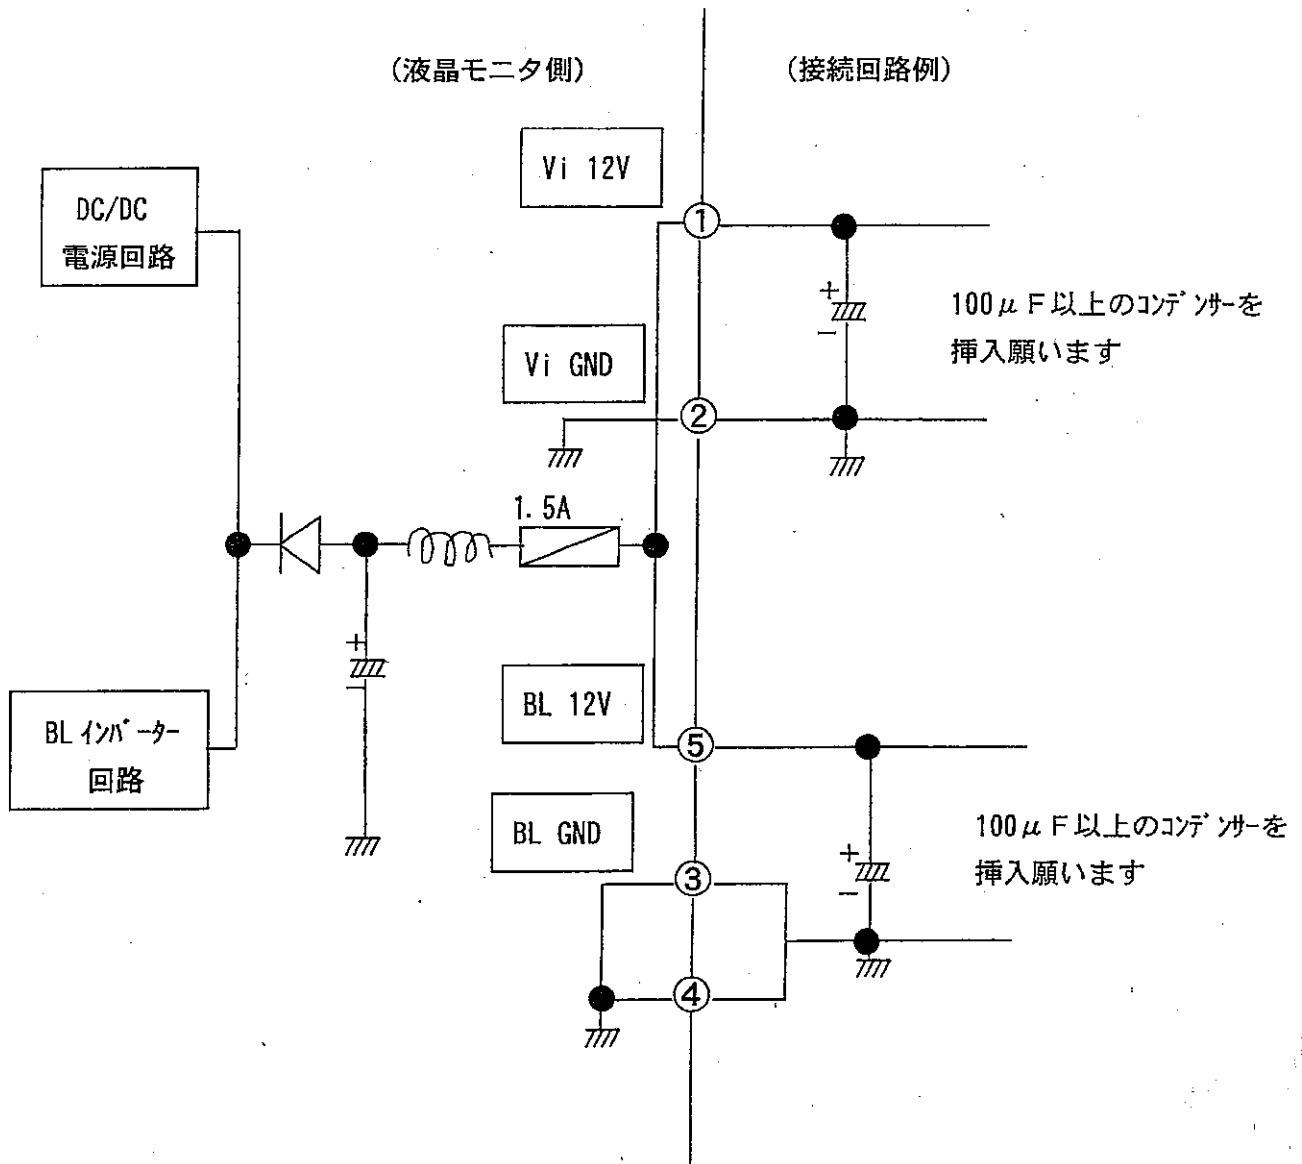 (液晶モニタ側)
(接続回路例)
Vi 12V
①
DC/DC
電源回路
+
−
100μF以上のコンデンサーを
挿入願います
Vi GND
②
1.5A
+
−
BL 12V
⑤
BLインバーター
回路
BL GND
③
+
−
100μF以上のコンデンサーを
挿入願います
④